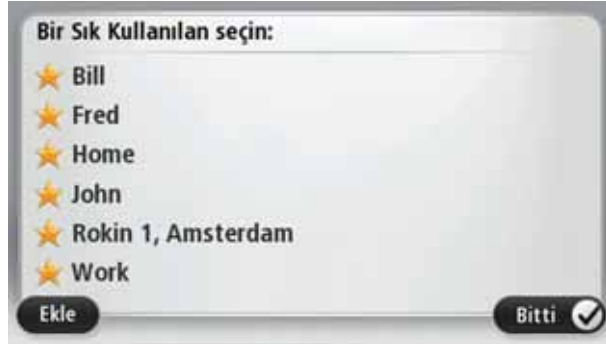 Bir Sık Kullanılan seçin:
Bill
Fred
Home
John
Rokin 1, Amsterdam
Work
Ekle
Bitti